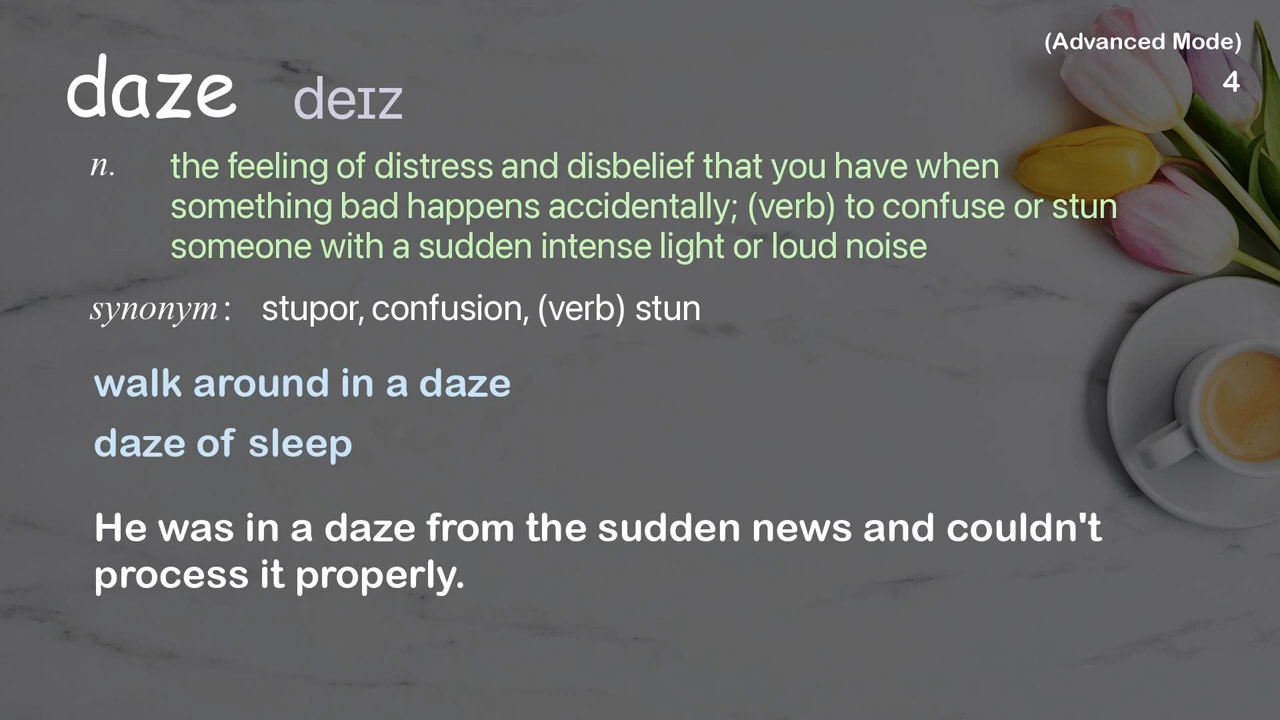 (Advanced Mode)
4
daze deɪz
n. the feeling of distress and disbelief that you have when
something bad happens accidentally; (verb) to confuse or stun
someone with a sudden intense light or loud noise
synonym: stupor, confusion, (verb) stun
walk around in a daze
daze of sleep
He was in a daze from the sudden news and couldn't
process it properly.